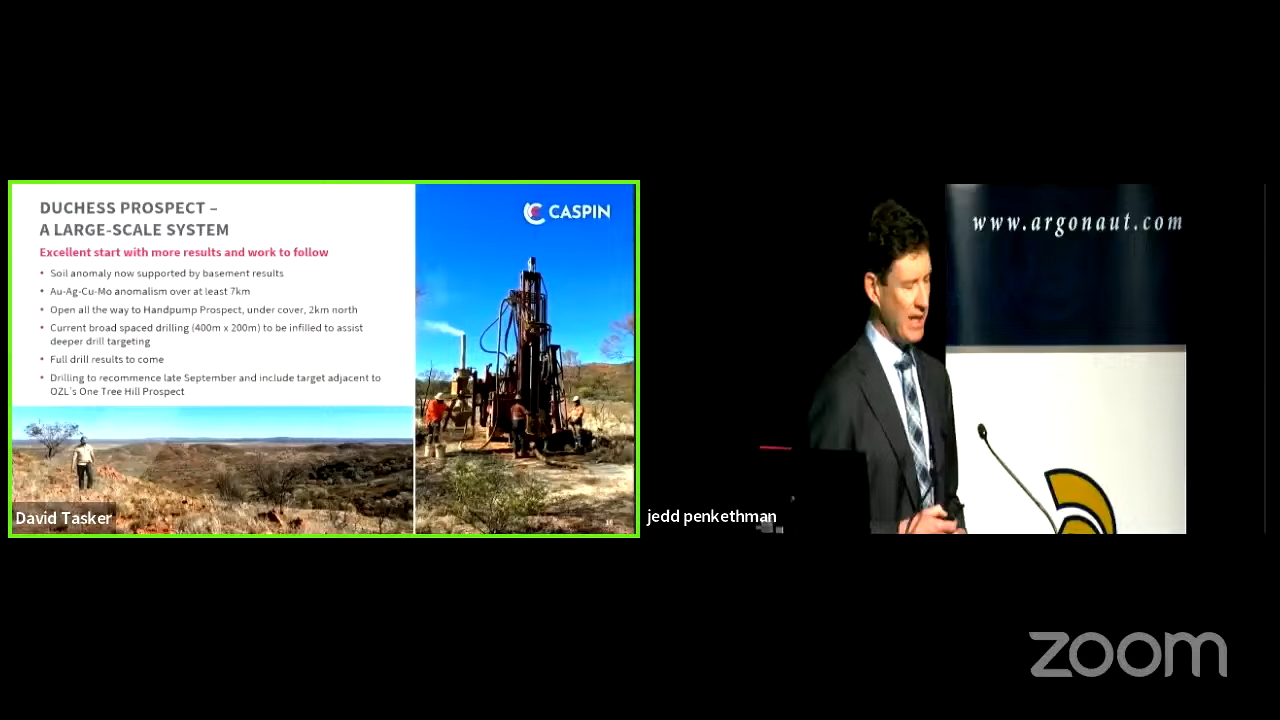 DUCHESS PROSPECT –
A LARGE-SCALE SYSTEM
Excellent start with more results and work to follow
• Soil anomaly now supported by basement results
• Au-Ag-Cu-Mo anomalism over at least 7km
• Open all the way to Handpump Prospect, under cover, 2km north
• Current broad spaced drilling (400m x 200m) to be infilled to assist
deeper drill targeting
• Full drill results to come
• Drilling to recommence late September and include target adjacent to
OZL's One Tree Hill Prospect
CASPIN
David Tasker
www.argonaut.com
jedd penkethman
zoom